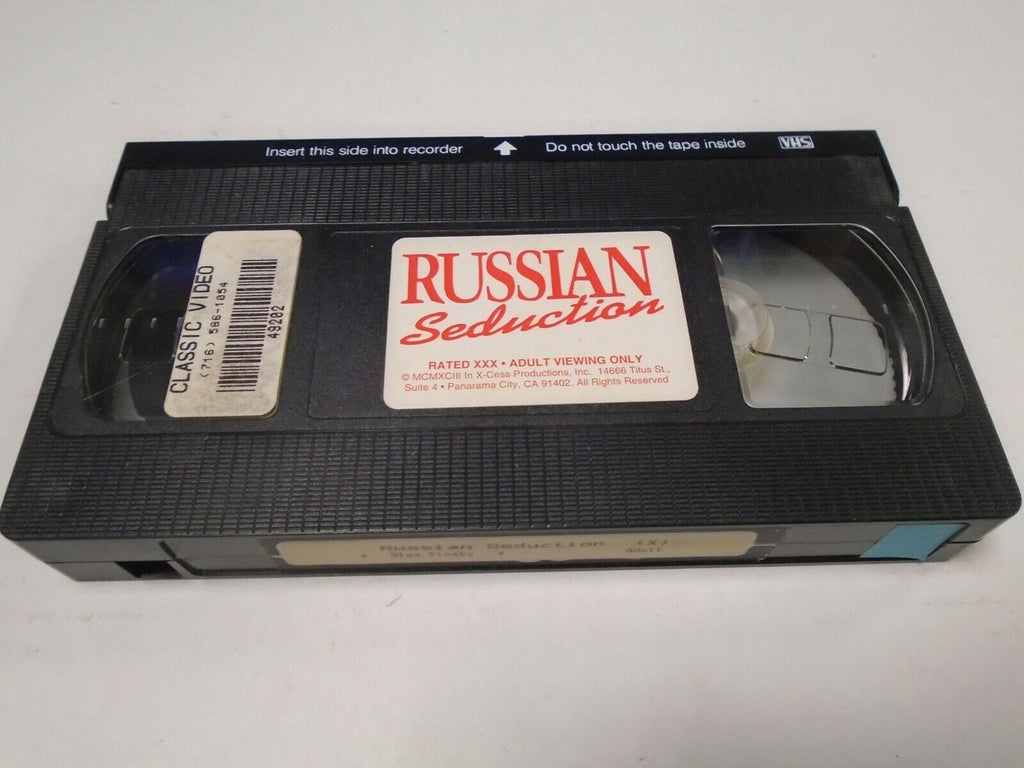 Insert this side into recorder
Do not touch the tape inside
VHS
CLASSIC VIDEO
(716) 586-1054
49202
RUSSIAN
Seduction
RATED XXX • ADULT VIEWING ONLY
© MCMXCIII In X-Cess Productions, Inc. 14666 Titus St.,
Suite 4 • Panarama City, CA 91402. All Rights Reserved
Russian Seduction (X)
Adult